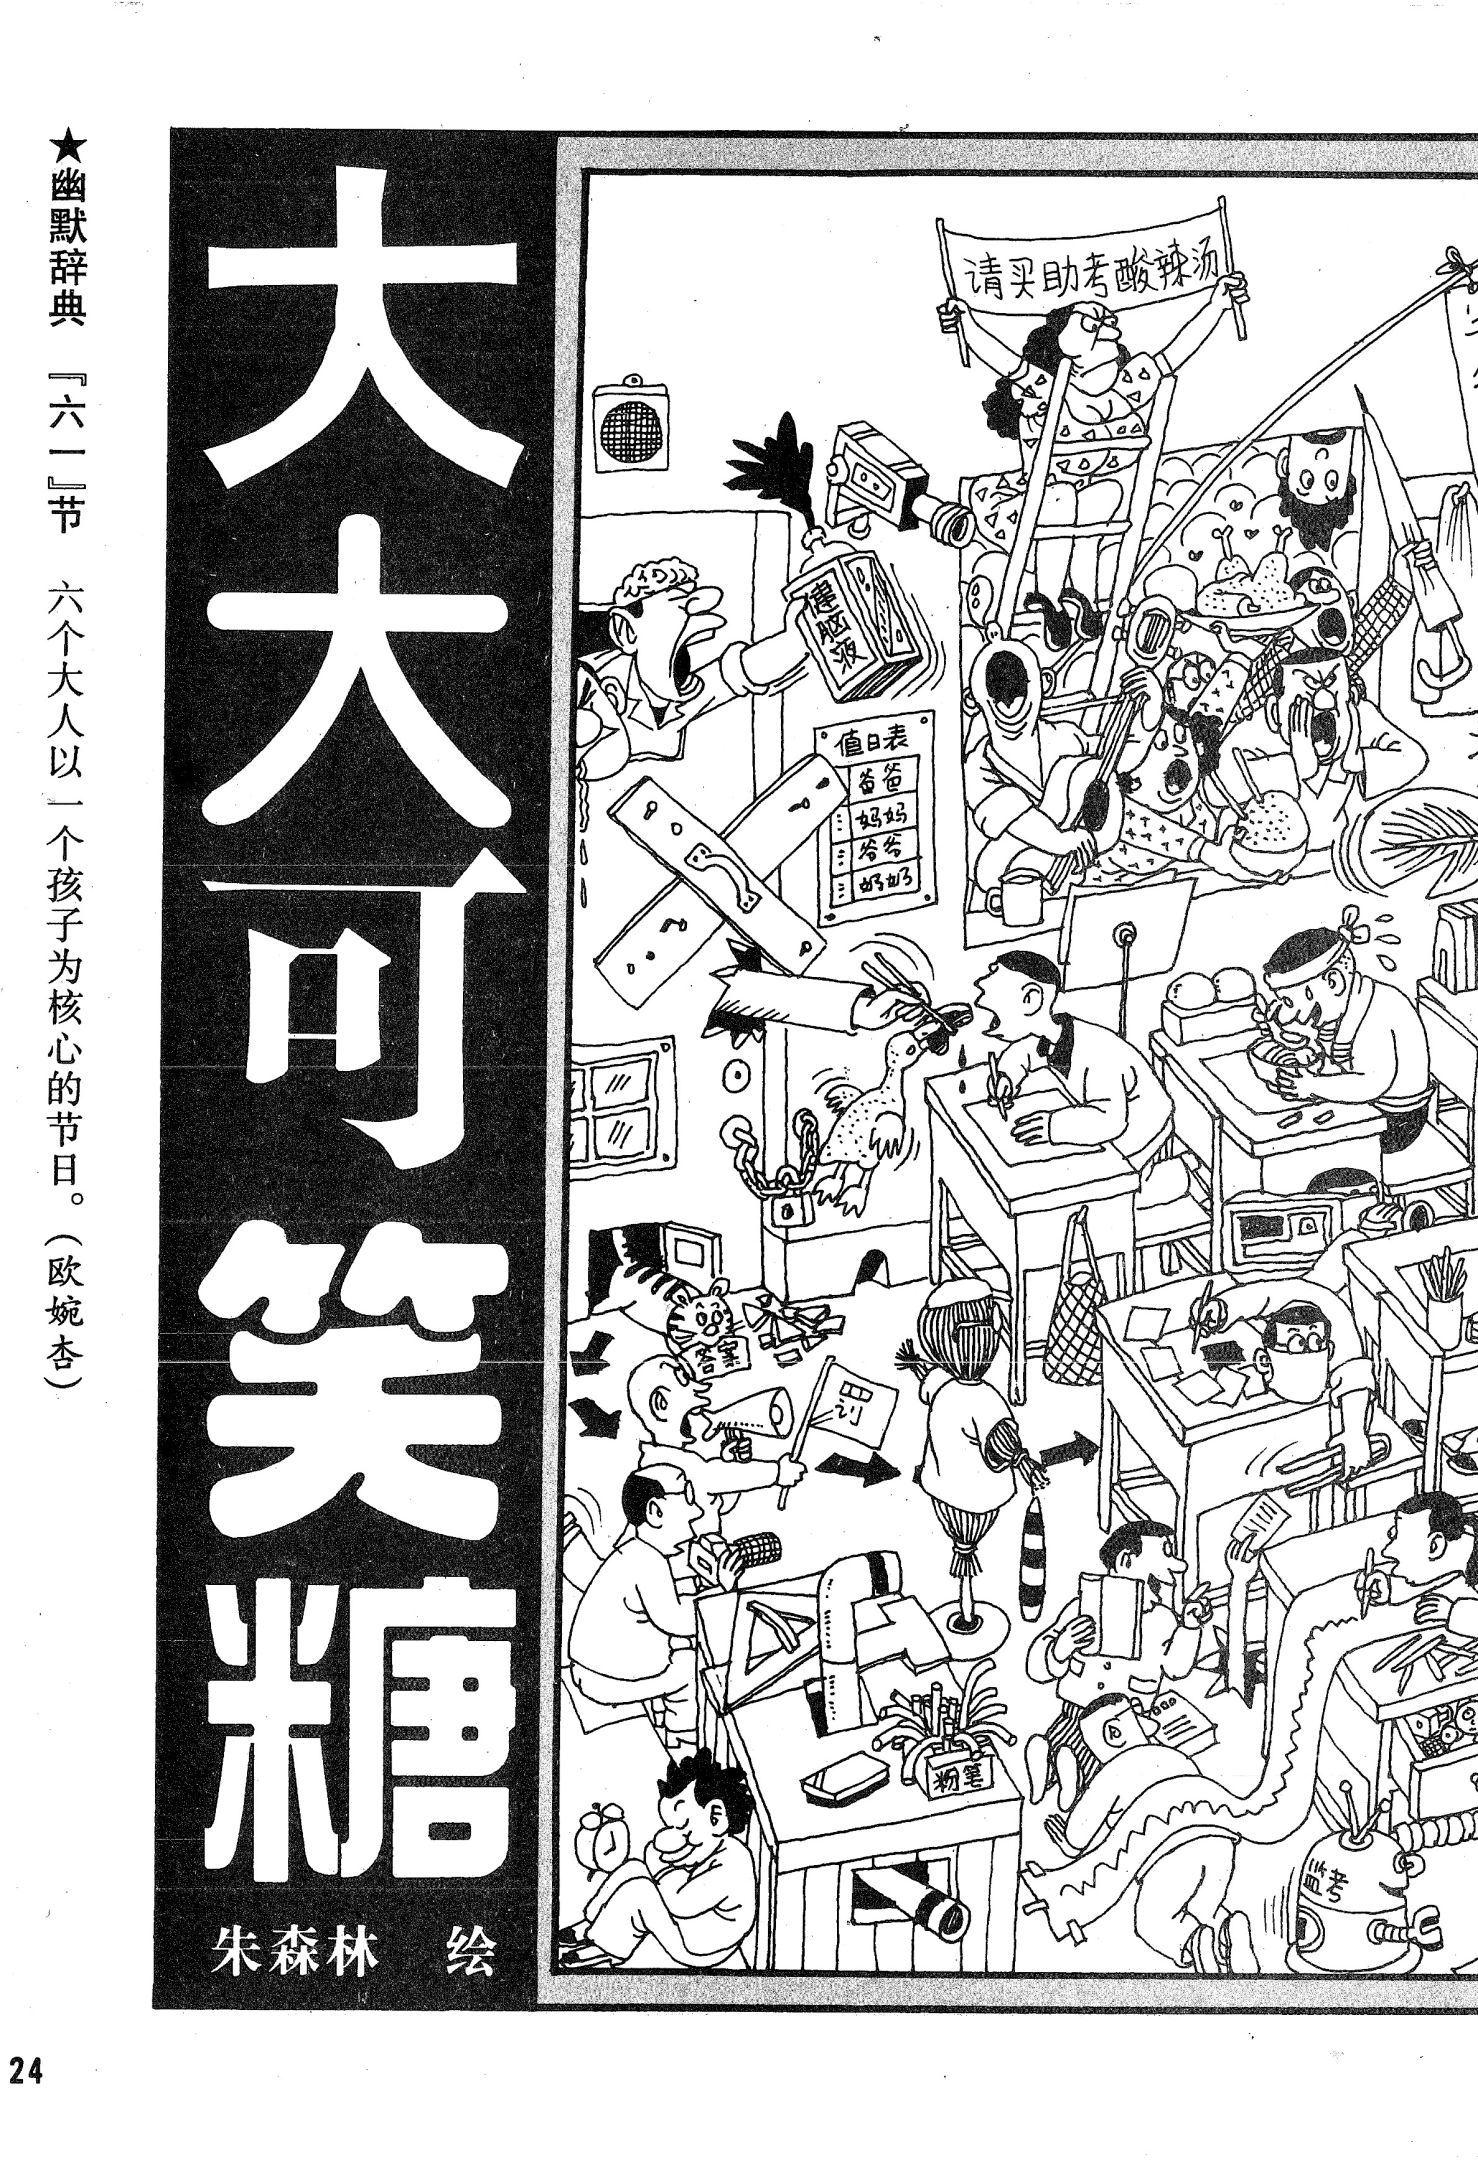 ★幽默辞典 『六一』节 六个大人以一个孩子为核心的节日。(欧婉杏)
大大可笑糖
朱森林 绘
请买助考酸辣汤
健脑液
值日表
爸爸
妈妈
爷爷
奶奶
答案
粉笔
监考
24